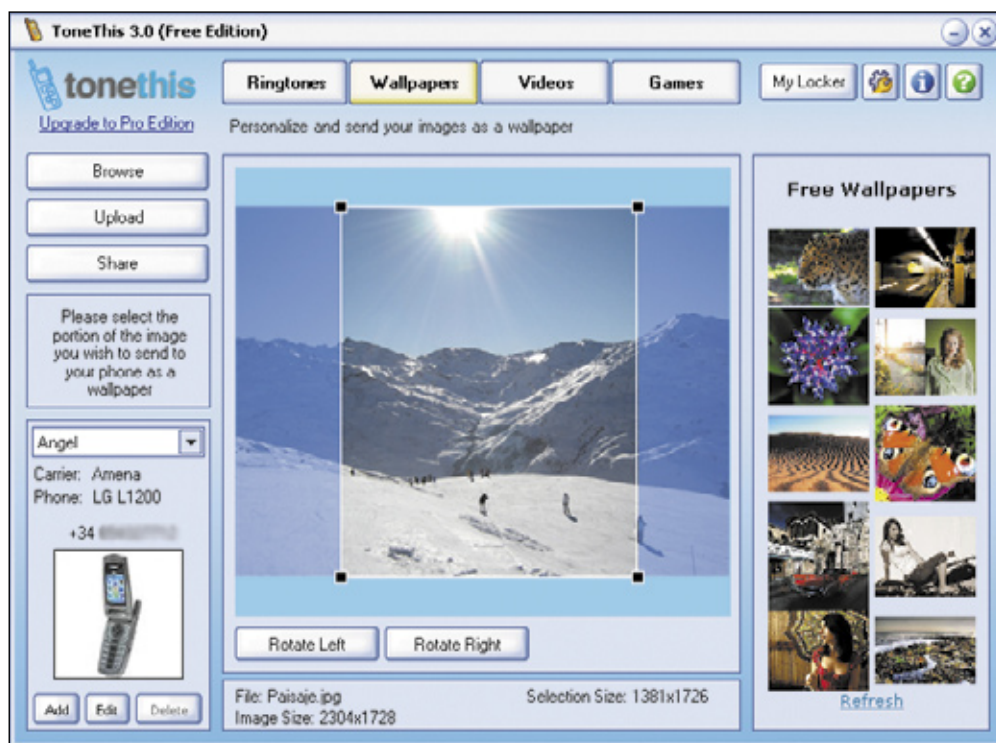 ToneThis 3.0 (Free Edition)
tonethis
Upgrade to Pro Edition
Ringtones
Wallpapers
Videos
Games
My Locker
Personalize and send your images as a wallpaper
Browse
Upload
Share
Please select the
portion of the image
you wish to send to
your phone as a
wallpaper
Angel
Carrier: Amena
Phone: LG L1200
+34
Add
Edit
Delete
Rotate Left
Rotate Right
File: Paisaje.jpg
Selection Size: 1381x1726
Image Size: 2304x1728
Free Wallpapers
Refresh